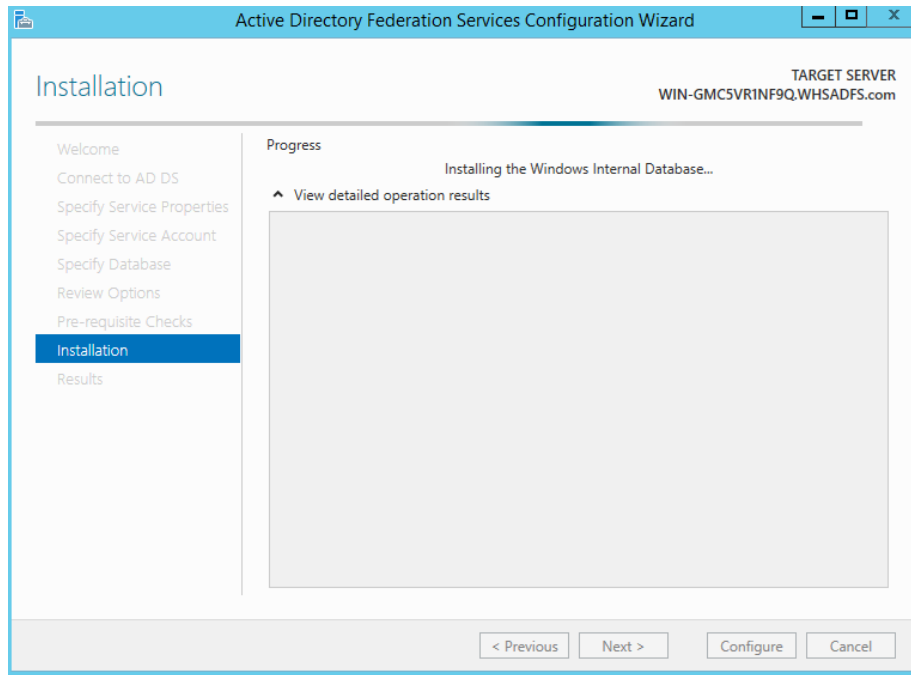 Active Directory Federation Services Configuration Wizard
Installation
TARGET SERVER
WIN-GMC5VR1NF9Q.WHSADFS.com
Welcome
Connect to AD DS
Specify Service Properties
Specify Service Account
Specify Database
Review Options
Pre-requisite Checks
Installation
Results
Progress
Installing the Windows Internal Database...
View detailed operation results
< Previous
Next >
Configure
Cancel